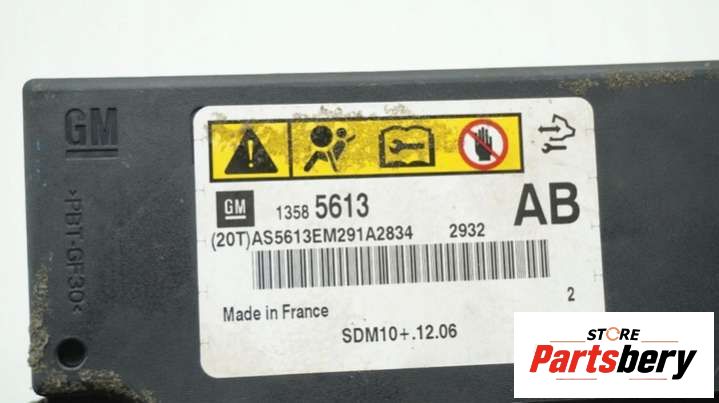 GM
>PBT-GF30<
GM 1358 5613 AB
(20T)AS5613EM291A2834 2932
2
Made in France
SDM10+.12.06
STORE
Partsbery